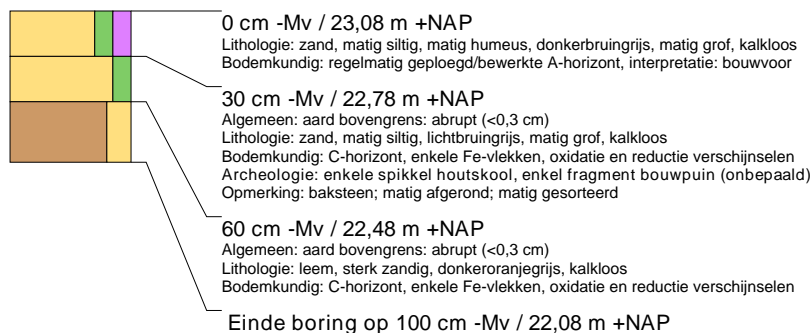 0 cm -Mv / 23,08 m +NAP
Lithologie: zand, matig siltig, matig humeus, donkerbruingrijs, matig grof, kalkloos
Bodemkundig: regelmatig geploegd/bewerkte A-horizont, interpretatie: bouwvoor
30 cm -Mv / 22,78 m +NAP
Algemeen: aard bovengrens: abrupt (<0,3 cm)
Lithologie: zand, matig siltig, lichtbruingrijs, matig grof, kalkloos
Bodemkundig: C-horizont, enkele Fe-vlekken, oxidatie en reductie verschijnselen
Archeologie: enkele spikkel houtskool, enkel fragment bouwpuin (onbepaald)
Opmerking: baksteen; matig afgerond; matig gesorteerd
60 cm -Mv / 22,48 m +NAP
Algemeen: aard bovengrens: abrupt (<0,3 cm)
Lithologie: leem, sterk zandig, donkeroranjegrijs, kalkloos
Bodemkundig: C-horizont, enkele Fe-vlekken, oxidatie en reductie verschijnselen
Einde boring op 100 cm -Mv / 22,08 m +NAP